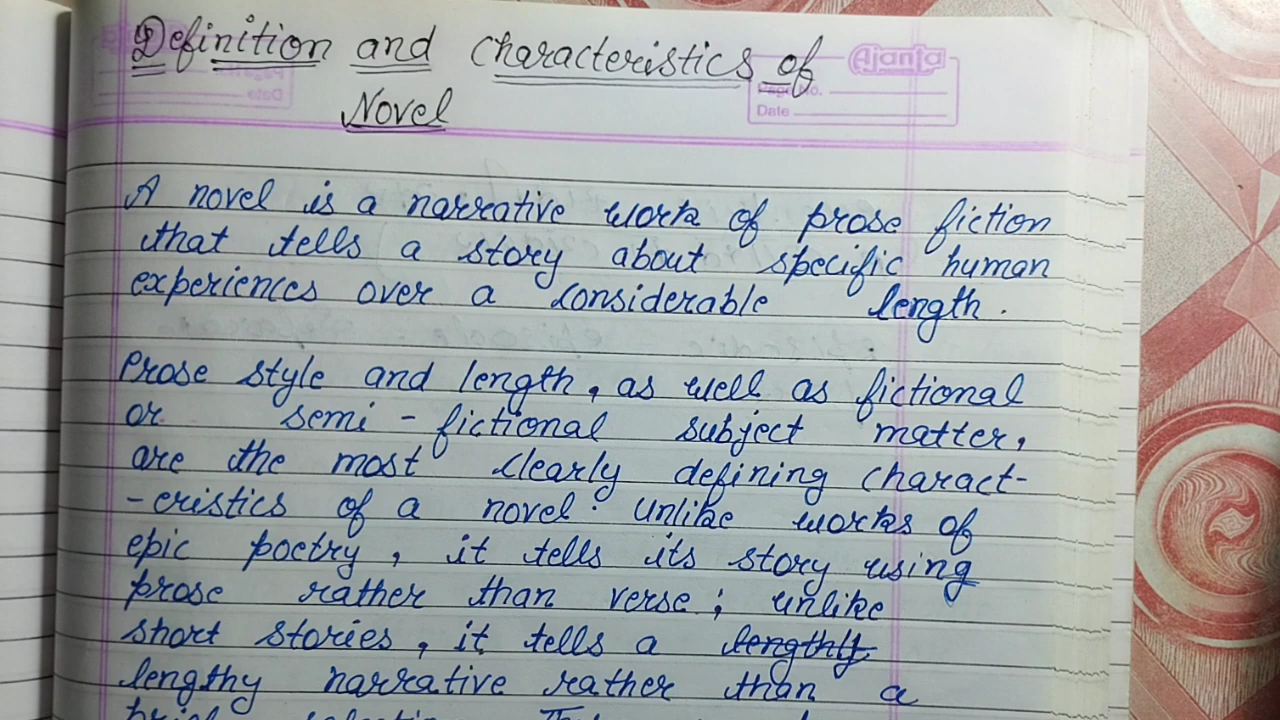 Definition and Characteristics of
Novel
Ajanta
Page No.
Date
A novel is a narrative work of prose fiction
that tells a story about specific human
experiences over a considerable length.
Prose style and length, as well as fictional
or semi-fictional subject matter,
are the most clearly defining charact-
-eristics of a novel. Unlike works of
epic poetry, it tells its story using
prose rather than verse; unlike
short stories, it tells a lengthly
lengthy narrative rather than a